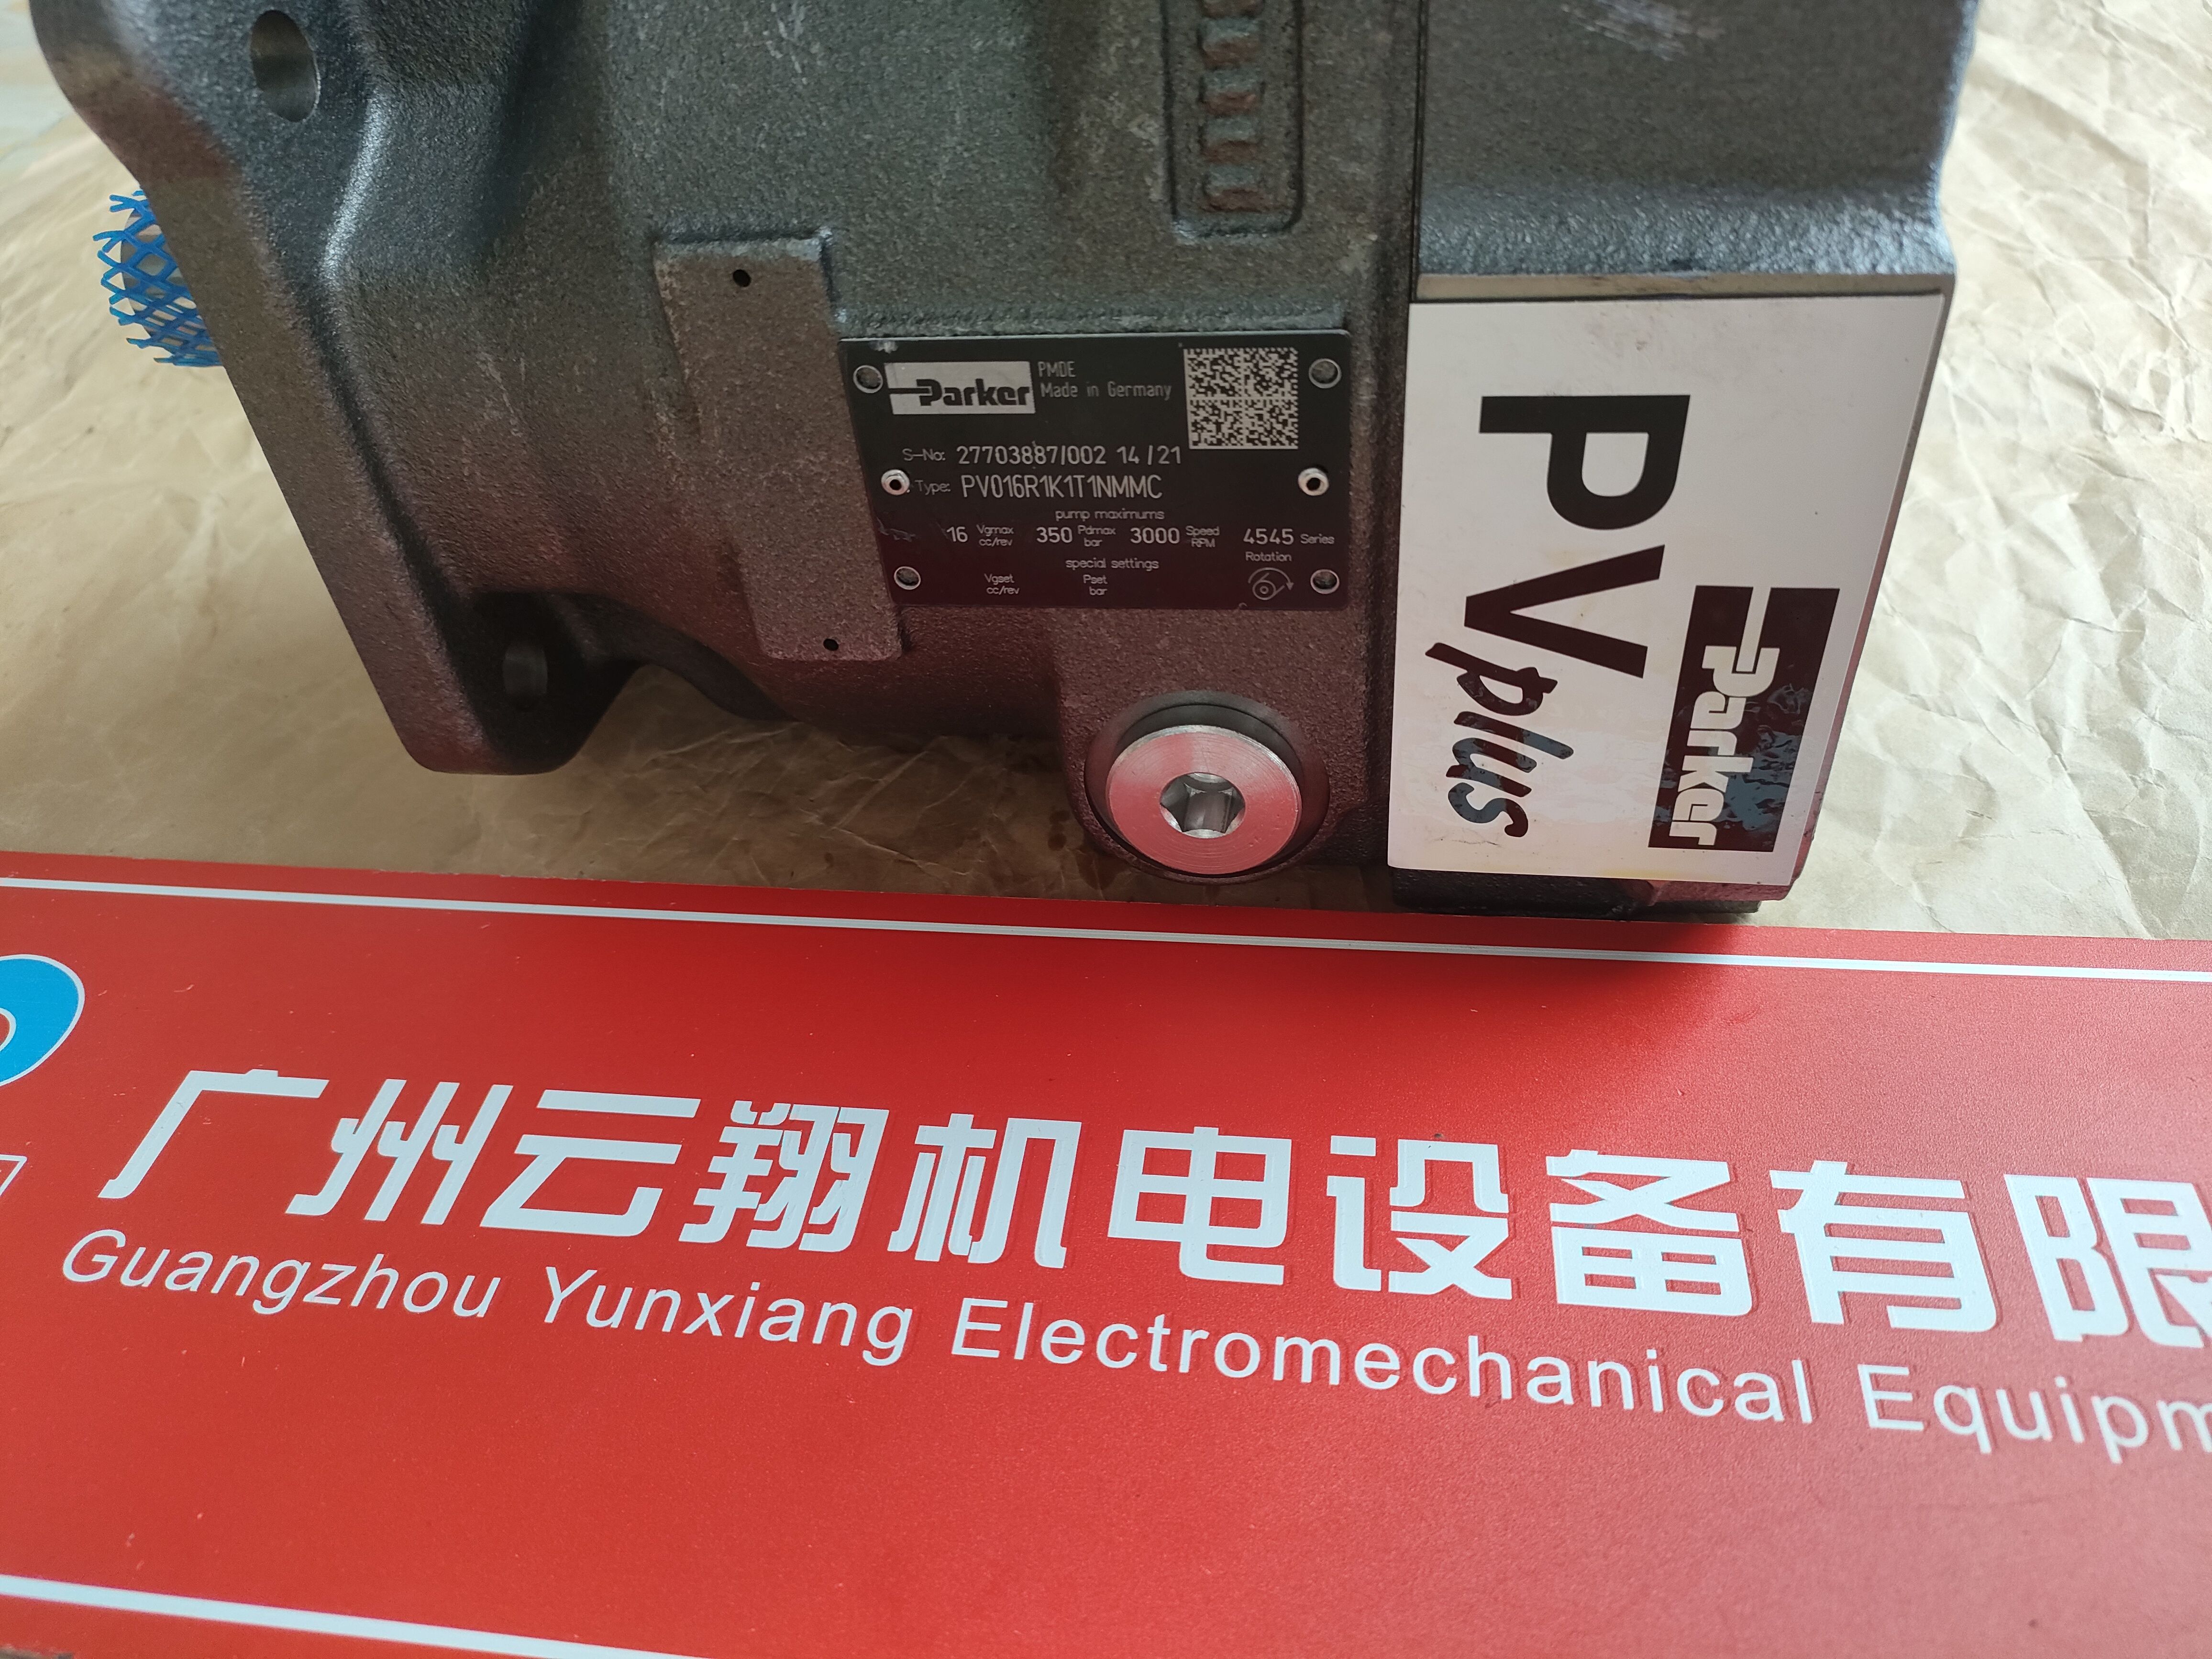 Parker
PMDE
Made in Germany
S-No: 27703887/002 14/21
Type: PV016R1K1T1NMMC
pump maximums
16 Vgmax cc/rev 350 Pdmax bar 3000 Speed RPM 4545 Series
special settings
Rotation
Vgset cc/rev Pset bar
PVplus
Parker
广州云翔机电设备有限
Guangzhou Yunxiang Electromechanical Equipm